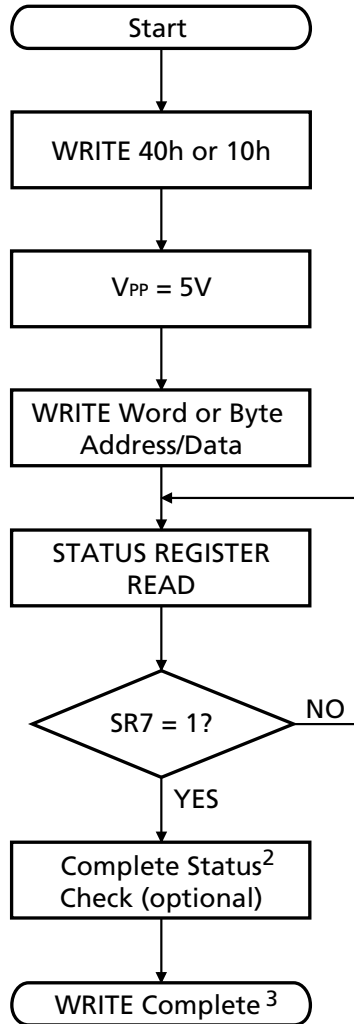 Start
WRITE 40h or 10h
VPP = 5V
WRITE Word or Byte
Address/Data
STATUS REGISTER
READ
SR7 = 1?
NO
YES
Complete Status2
Check (optional)
WRITE Complete 3